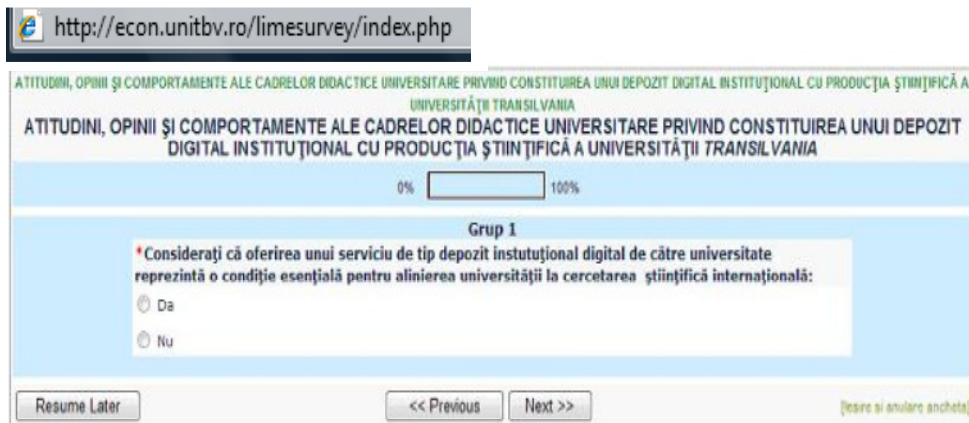 http://econ.unitbv.ro/limesurvey/index.php
ATITUDINI, OPINII ŞI COMPORTAMENTE ALE CADRELOR DIDACTICE UNIVERSITARE PRIVIND CONSTITUIREA UNUI DEPOZIT DIGITAL INSTITUŢIONAL CU PRODUCŢIA ŞTIINŢIFICĂ A
UNIVERSITĂŢII TRANSILVANIA
ATITUDINI, OPINII ŞI COMPORTAMENTE ALE CADRELOR DIDACTICE UNIVERSITARE PRIVIND CONSTITUIREA UNUI DEPOZIT
DIGITAL INSTITUŢIONAL CU PRODUCŢIA ŞTIINŢIFICĂ A UNIVERSITĂŢII TRANSILVANIA
0% 100%
Grup 1
*Consideraţi că oferirea unui serviciu de tip depozit instutuţional digital de către universitate
reprezintă o condiţie esenţială pentru alinierea universităţii la cercetarea ştiinţifică internaţională:
Da
Nu
Resume Later << Previous Next >> [Iesire si anulare ancheta]